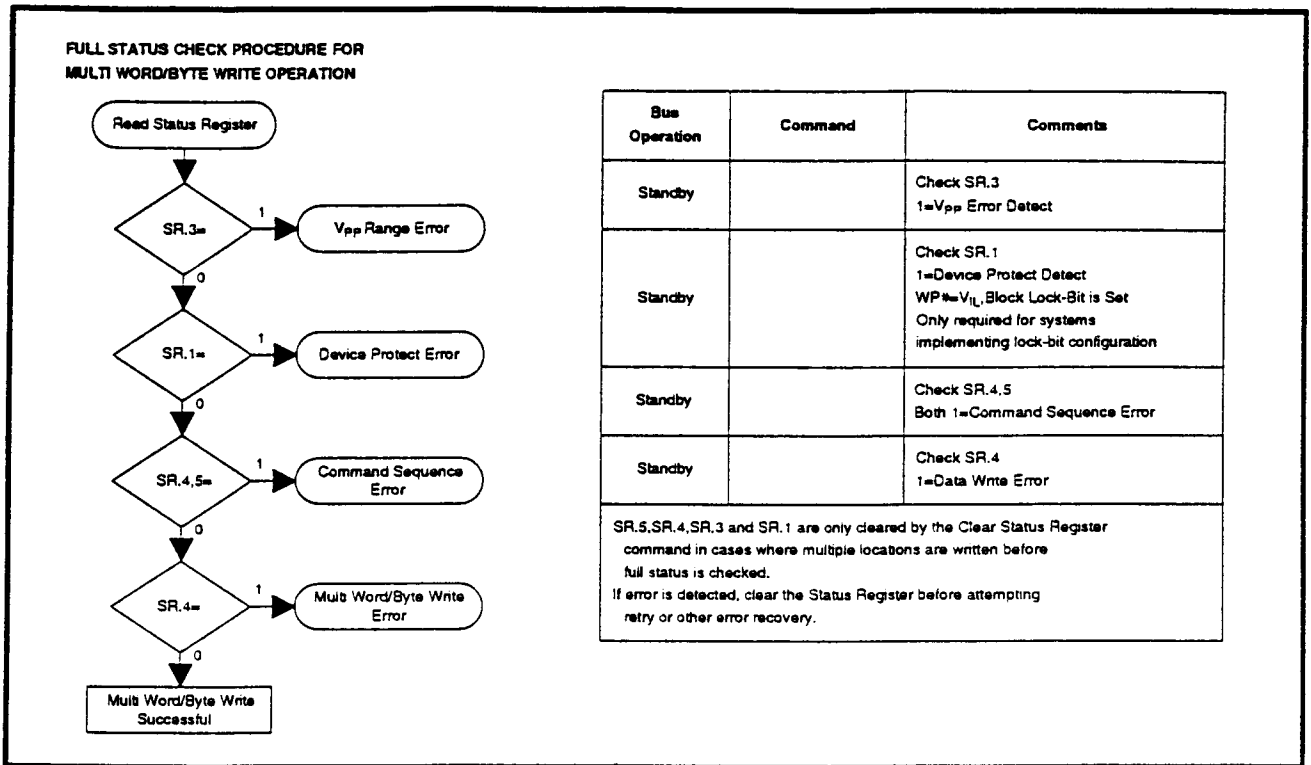 FULL STATUS CHECK PROCEDURE FOR
MULTI WORD/BYTE WRITE OPERATION
Read Status Register
SR.3=
1
VPP Range Error
0
SR.1=
1
Device Protect Error
0
SR.4,5=
1
Command Sequence
Error
0
SR.4=
1
Multi Word/Byte Write
Error
0
Multi Word/Byte Write
Successful
Bus
Operation
Command
Comments
Standby
Check SR.3
1=VPP Error Detect
Standby
Check SR.1
1=Device Protect Detect
WP#=VIL,Block Lock-Bit is Set
Only required for systems
implementing lock-bit configuration
Standby
Check SR.4,5
Both 1=Command Sequence Error
Standby
Check SR.4
1=Data Write Error
SR.5,SR.4,SR.3 and SR.1 are only cleared by the Clear Status Register
command in cases where multiple locations are written before
full status is checked.
If error is detected, clear the Status Register before attempting
retry or other error recovery.